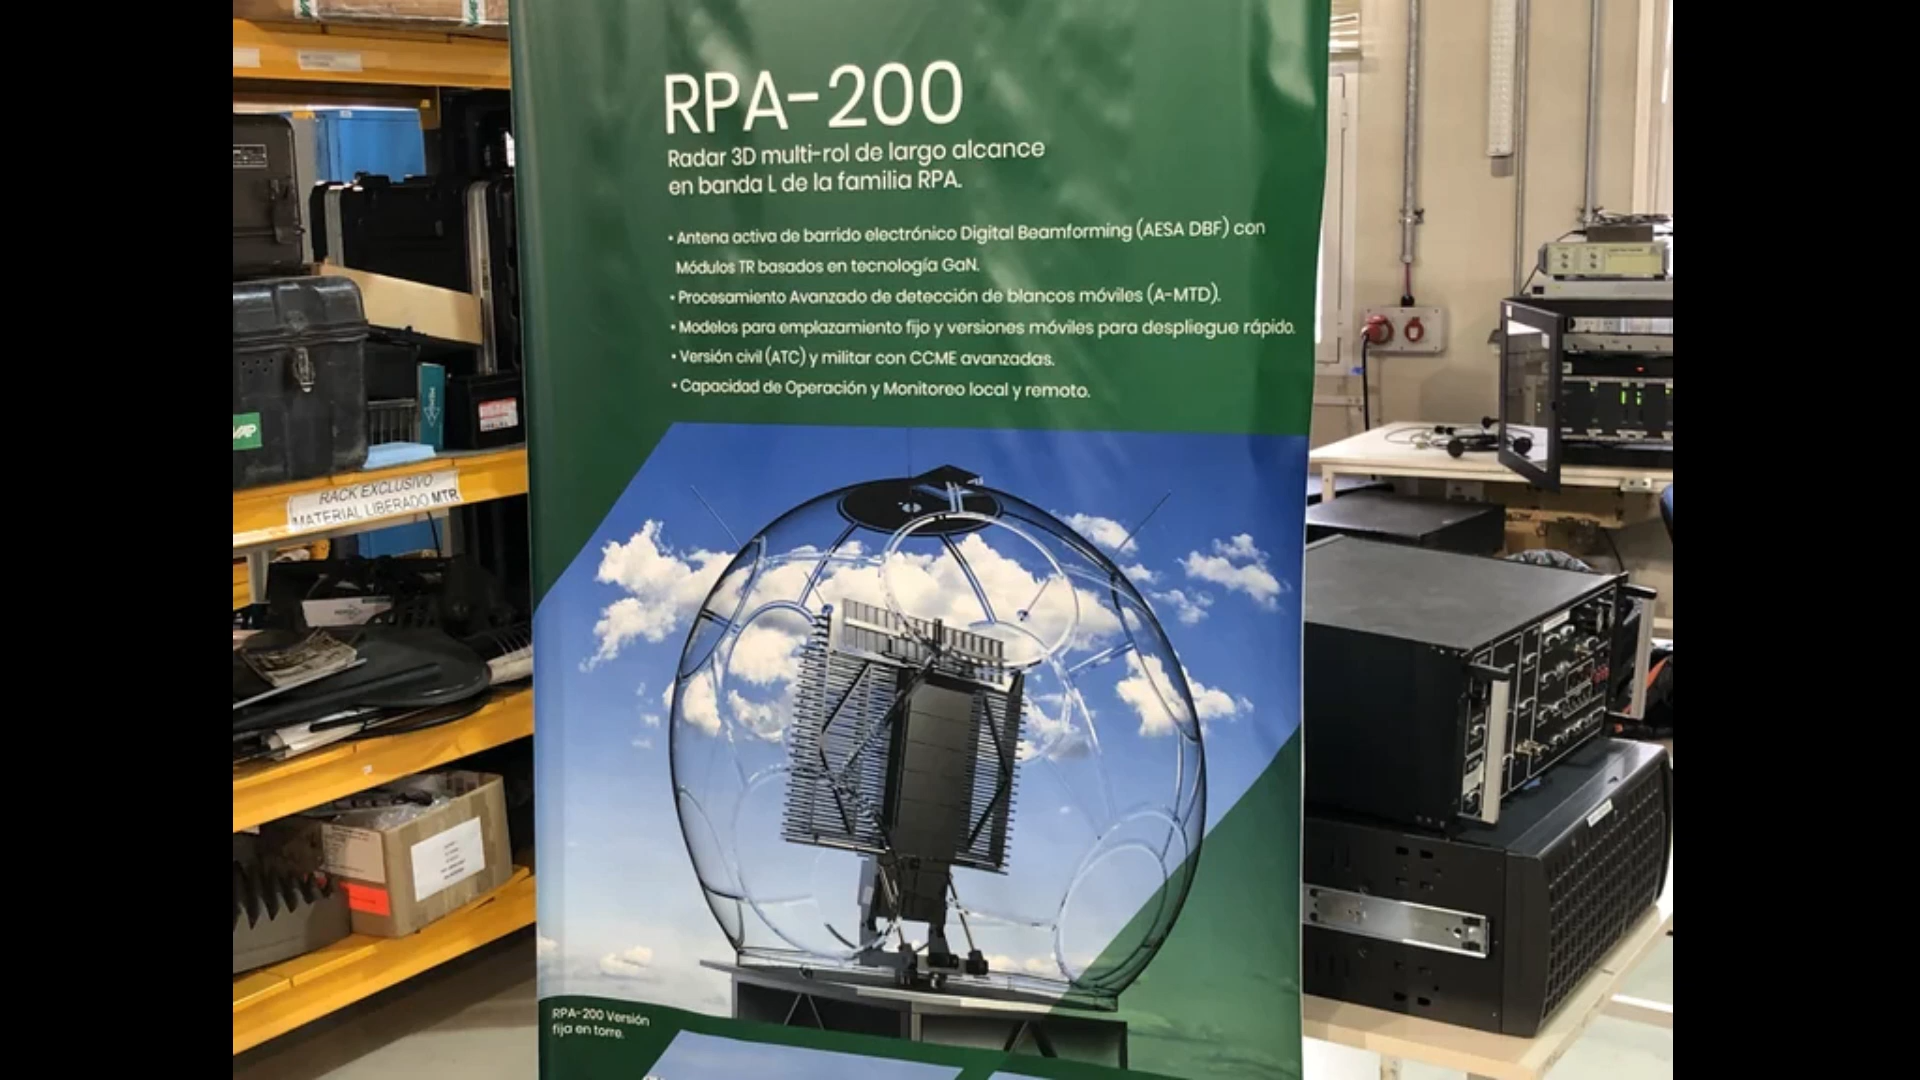 RPA-200
Radar 3D multi-rol de largo alcance
en banda L de la familia RPA.
• Antena activa de barrido electrónico Digital Beamforming (AESA DBF) con
Módulos TR basados en tecnología GaN.
• Procesamiento Avanzado de detección de blancos móviles (A-MTD).
• Modelos para emplazamiento fijo y versiones móviles para despliegue rápido.
• Versión civil (ATC) y militar con CCME avanzadas.
• Capacidad de Operación y Monitoreo local y remoto.
RPA-200 Versión
fija en torre.
RACK EXCLUSIVO
MATERIAL LIBERADO MTR